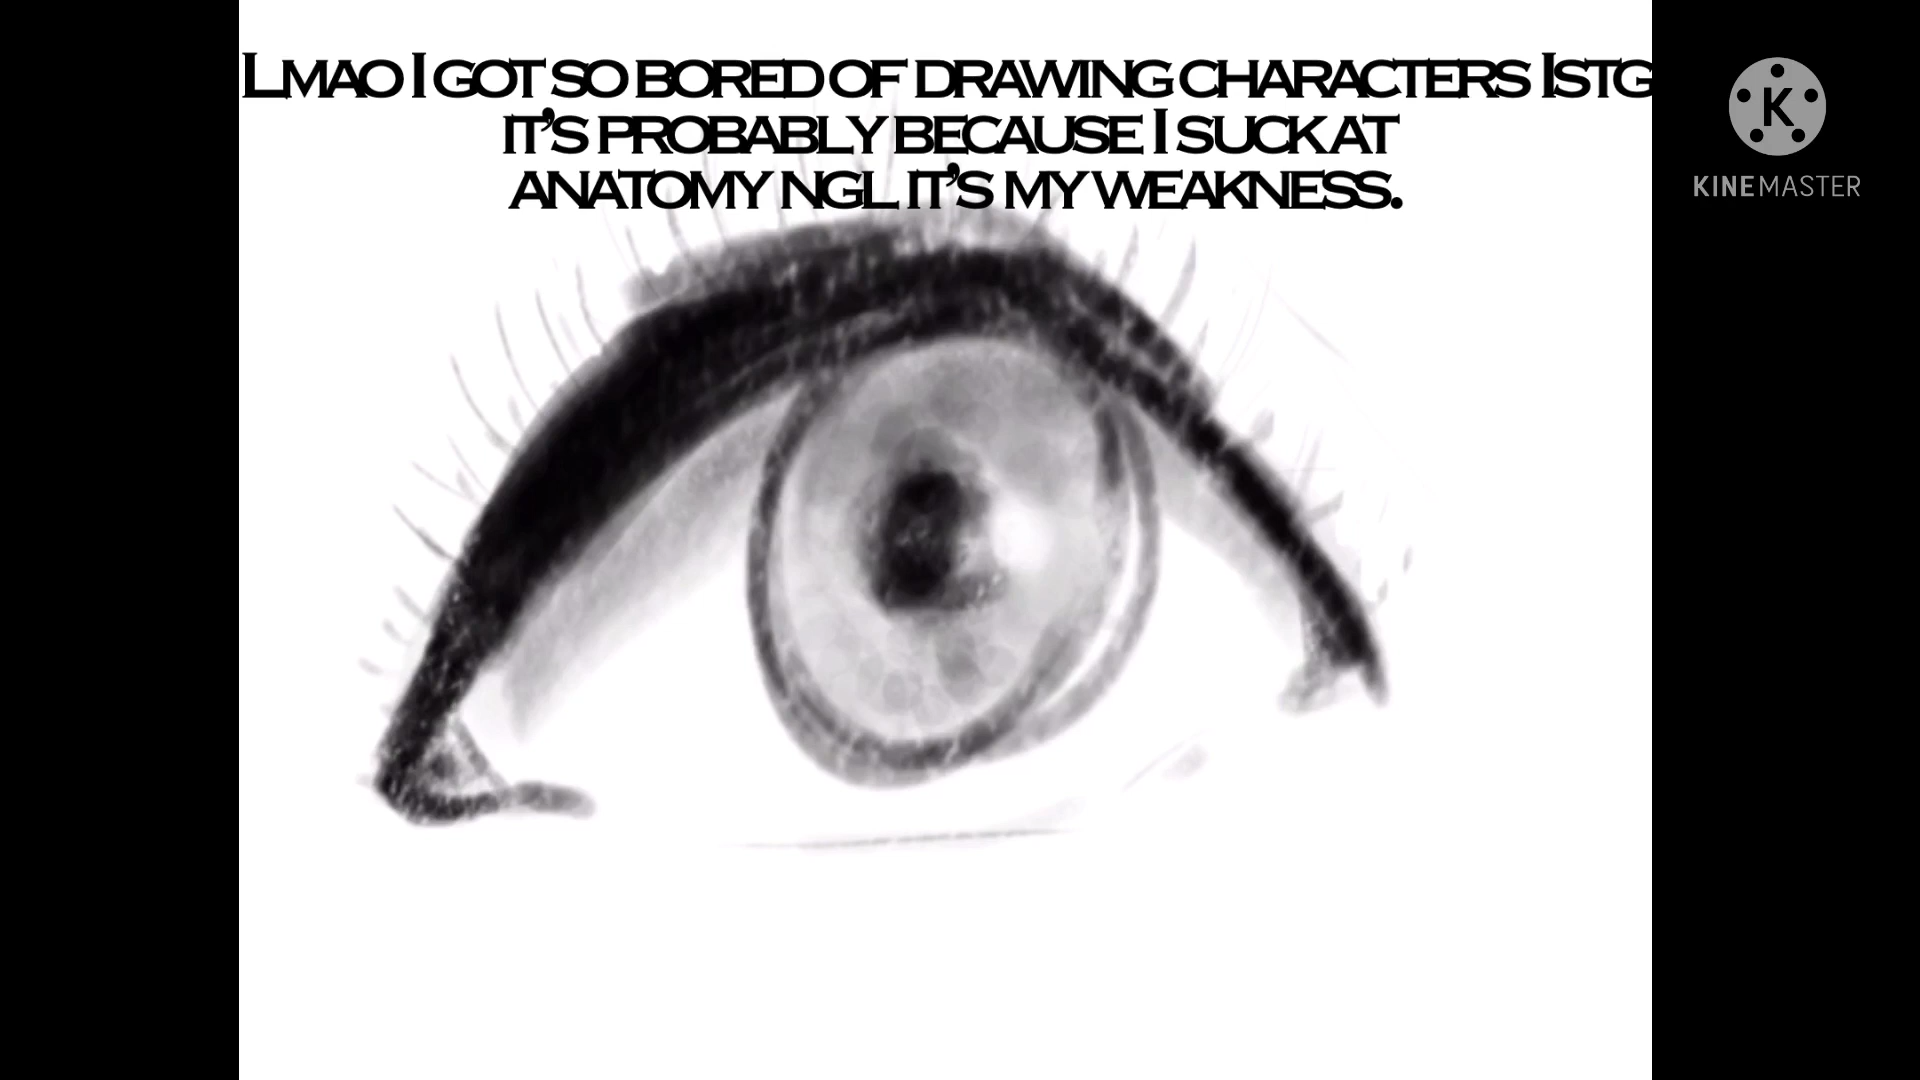 Lmao I got so bored of drawing characters Istg
it's probably because I suck at
anatomy ngl it's my weakness.
K
KINEMASTER